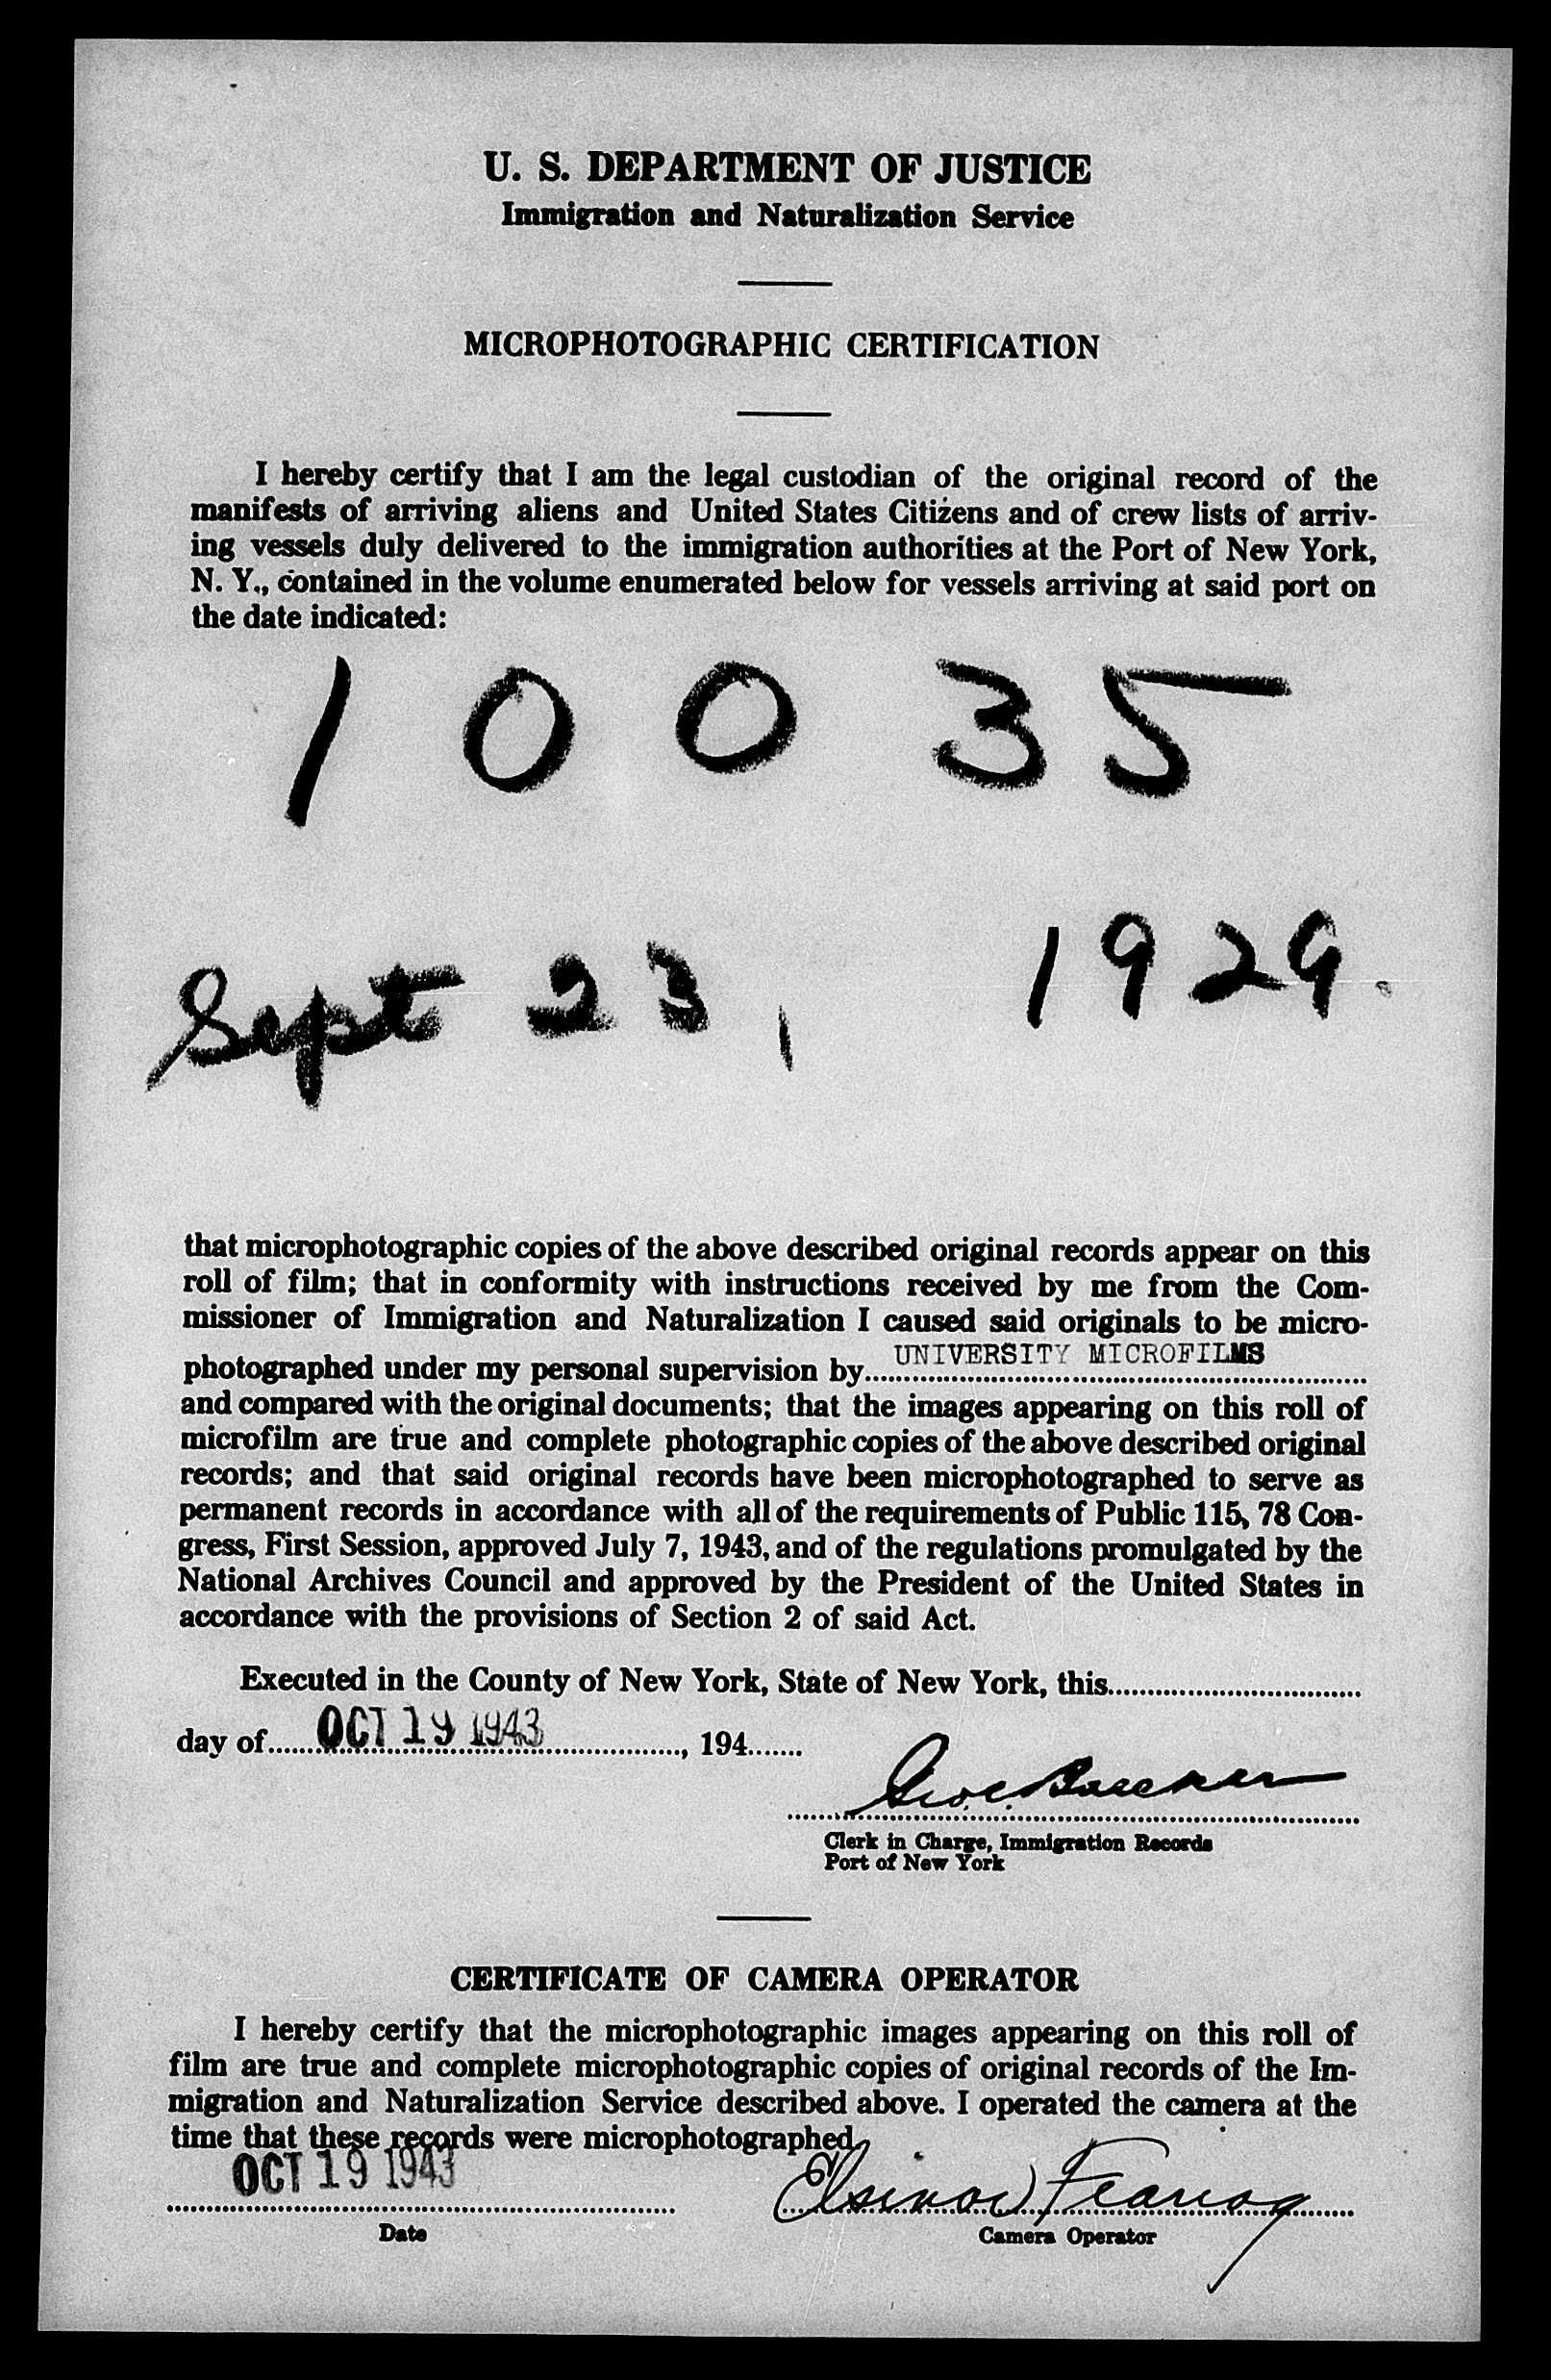 U. S. DEPARTMENT OF JUSTICE
Immigration and Naturalization Service
MICROPHOTOGRAPHIC CERTIFICATION
I hereby certify that I am the legal custodian of the original record of the
manifests of arriving aliens and United States Citizens and of crew lists of arriv-
ing vessels duly delivered to the immigration authorities at the Port of New York,
N. Y., contained in the volume enumerated below for vessels arriving at said port on
the date indicated:
10035
Sept 23, 1929.
that microphotographic copies of the above described original records appear on this
roll of film; that in conformity with instructions received by me from the Com-
missioner of Immigration and Naturalization I caused said originals to be micro-
photographed under my personal supervision by UNIVERSITY MICROFILMS
and compared with the original documents; that the images appearing on this roll of
microfilm are true and complete photographic copies of the above described original
records; and that said original records have been microphotographed to serve as
permanent records in accordance with all of the requirements of Public 115, 78 Con-
gress, First Session, approved July 7, 1943, and of the regulations promulgated by the
National Archives Council and approved by the President of the United States in
accordance with the provisions of Section 2 of said Act.
Executed in the County of New York, State of New York, this
day of OCT 19 1943, 194
Clerk in Charge, Immigration Records
Port of New York
CERTIFICATE OF CAMERA OPERATOR
I hereby certify that the microphotographic images appearing on this roll of
film are true and complete microphotographic copies of original records of the Im-
migration and Naturalization Service described above. I operated the camera at the
time that these records were microphotographed.
OCT 19 1943
Date
Camera Operator